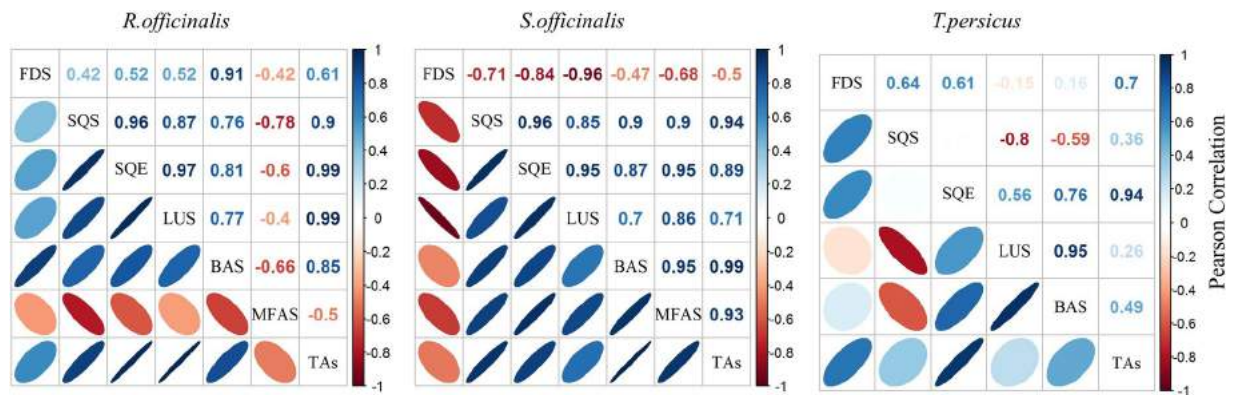 R.officinalis
FDS 0.42 0.52 0.52 0.91 -0.42 0.61
SQS 0.96 0.87 0.76 -0.78 0.9
SQE 0.97 0.81 -0.6 0.99
LUS 0.77 -0.4 0.99
BAS -0.66 0.85
MFAS -0.5
TAs
1
0.8
0.6
0.4
0.2
0
-0.2
-0.4
-0.6
-0.8
-1
S.officinalis
FDS -0.71 -0.84 -0.96 -0.47 -0.68 -0.5
SQS 0.96 0.85 0.9 0.9 0.94
SQE 0.95 0.87 0.95 0.89
LUS 0.7 0.86 0.71
BAS 0.95 0.99
MFAS 0.93
TAs
1
0.8
0.6
0.4
0.2
0
-0.2
-0.4
-0.6
-0.8
-1
T.persicus
FDS 0.64 0.61 -0.15 0.16 0.7
SQS -0.8 -0.59 0.36
SQE 0.56 0.76 0.94
LUS 0.95 0.26
BAS 0.49
TAs
1
0.8
0.6
0.4
0.2
0
-0.2
-0.4
-0.6
-0.8
-1
Pearson Correlation